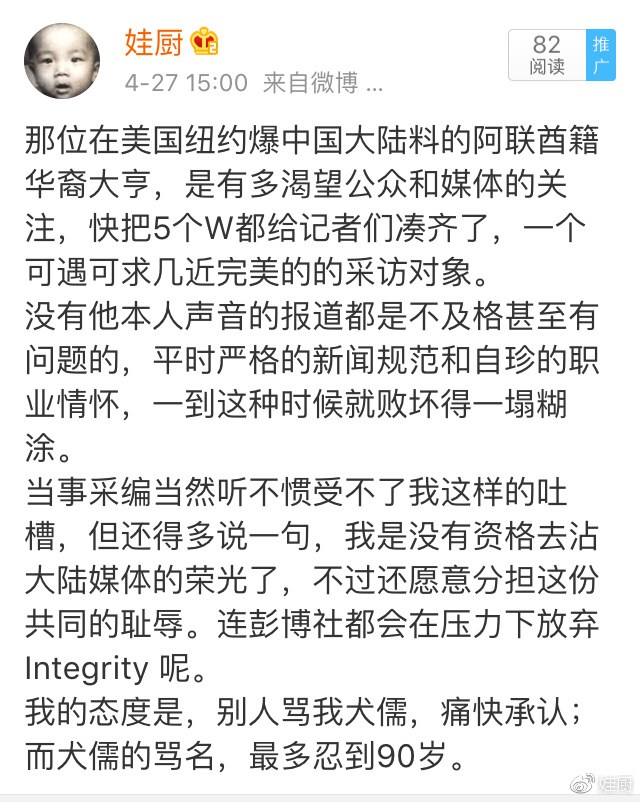 娃厨
82
阅读
推
广
4-27 15:00 来自微博 ...
那位在美国纽约爆中国大陆料的阿联酋籍
华裔大亨，是有多渴望公众和媒体的关
注，快把5个W都给记者们凑齐了，一个
可遇可求几近完美的的采访对象。
没有他本人声音的报道都是不及格甚至有
问题的，平时严格的新闻规范和自珍的职
业情怀，一到这种时候就败坏得一塌糊
涂。
当事采编当然听不惯受不了我这样的吐
槽，但还得多说一句，我是没有资格去沾
大陆媒体的荣光了，不过还愿意分担这份
共同的耻辱。连彭博社都会在压力下放弃
Integrity 呢。
我的态度是，别人骂我犬儒，痛快承认；
而犬儒的骂名，最多忍到90岁。
娃厨